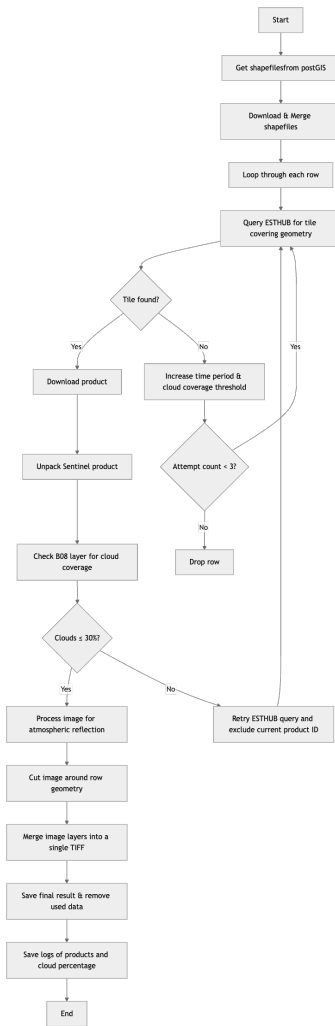 Start
Get shapefilesfrom postGIS
Download & Merge
shapefiles
Loop through each row
Query ESTHUB for tile
covering geometry
Tile found?
Yes
No
Yes
Download product
Increase time period &
cloud coverage threshold
Unpack Sentinel product
Attempt count < 3?
No
Check B08 layer for cloud
coverage
Drop row
Clouds ≤ 30%?
Yes
No
Process image for
atmospheric reflection
Retry ESTHUB query and
exclude current product ID
Cut image around row
geometry
Merge image layers into a
single TIFF
Save final result & remove
used data
Save logs of products and
cloud percentage
End